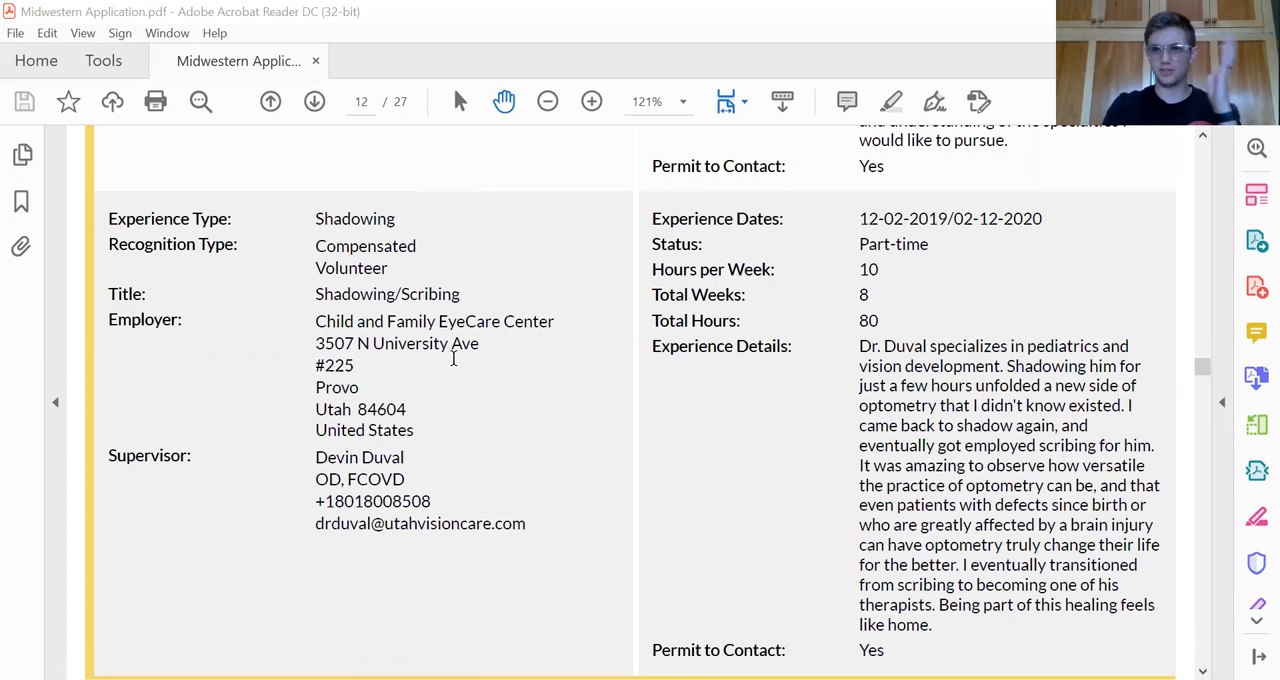 Midwestern Application.pdf - Adobe Acrobat Reader DC (32-bit)
File Edit View Sign Window Help
Home Tools Midwestern Applic... ×
12 / 27 121%
would like to pursue.
Permit to Contact: Yes
Experience Type: Shadowing
Recognition Type: Compensated
Volunteer
Title: Shadowing/Scribing
Employer: Child and Family EyeCare Center
3507 N University Ave
#225
Provo
Utah 84604
United States
Supervisor: Devin Duval
OD, FCOVD
+18018008508
drduval@utahvisioncare.com
Experience Dates: 12-02-2019/02-12-2020
Status: Part-time
Hours per Week: 10
Total Weeks: 8
Total Hours: 80
Experience Details: Dr. Duval specializes in pediatrics and
vision development. Shadowing him for
just a few hours unfolded a new side of
optometry that I didn't know existed. I
came back to shadow again, and
eventually got employed scribing for him.
It was amazing to observe how versatile
the practice of optometry can be, and that
even patients with defects since birth or
who are greatly affected by a brain injury
can have optometry truly change their life
for the better. I eventually transitioned
from scribing to becoming one of his
therapists. Being part of this healing feels
like home.
Permit to Contact: Yes